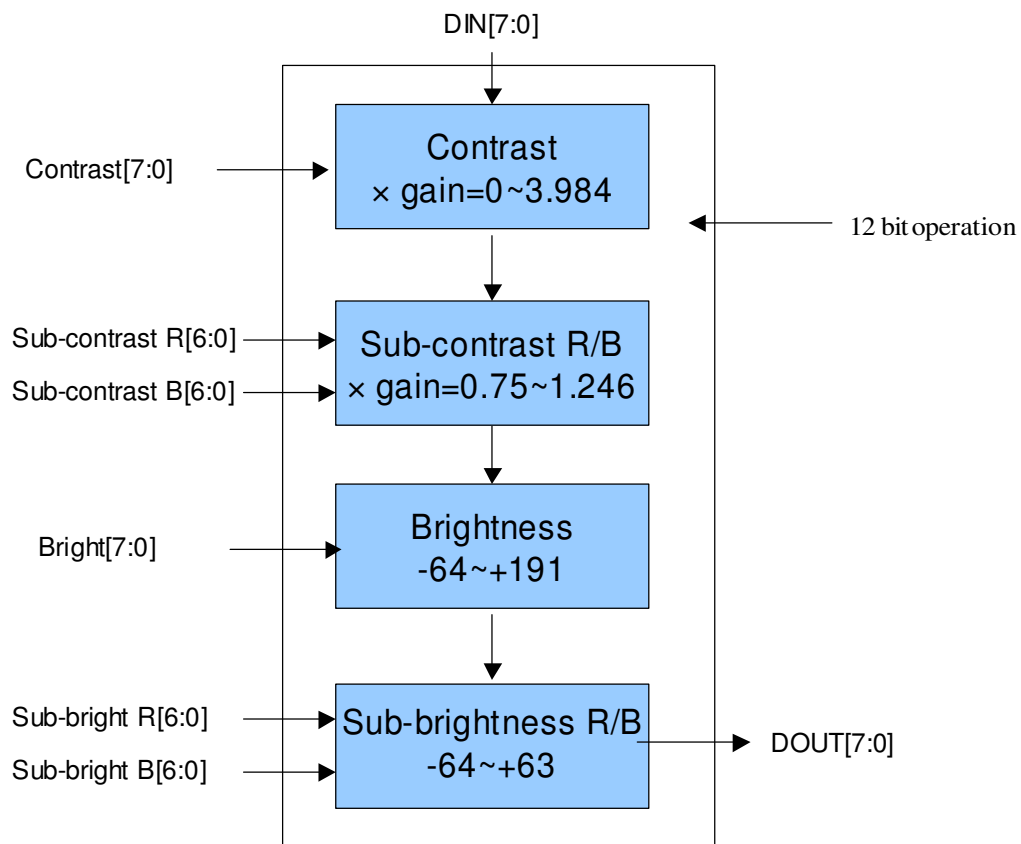 DIN[7:0]
Contrast[7:0]
Contrast
× gain=0~3.984
12 bit operation
Sub-contrast R[6:0]
Sub-contrast B[6:0]
Sub-contrast R/B
× gain=0.75~1.246
Bright[7:0]
Brightness
-64~+191
Sub-bright R[6:0]
Sub-bright B[6:0]
Sub-brightness R/B
-64~+63
DOUT[7:0]